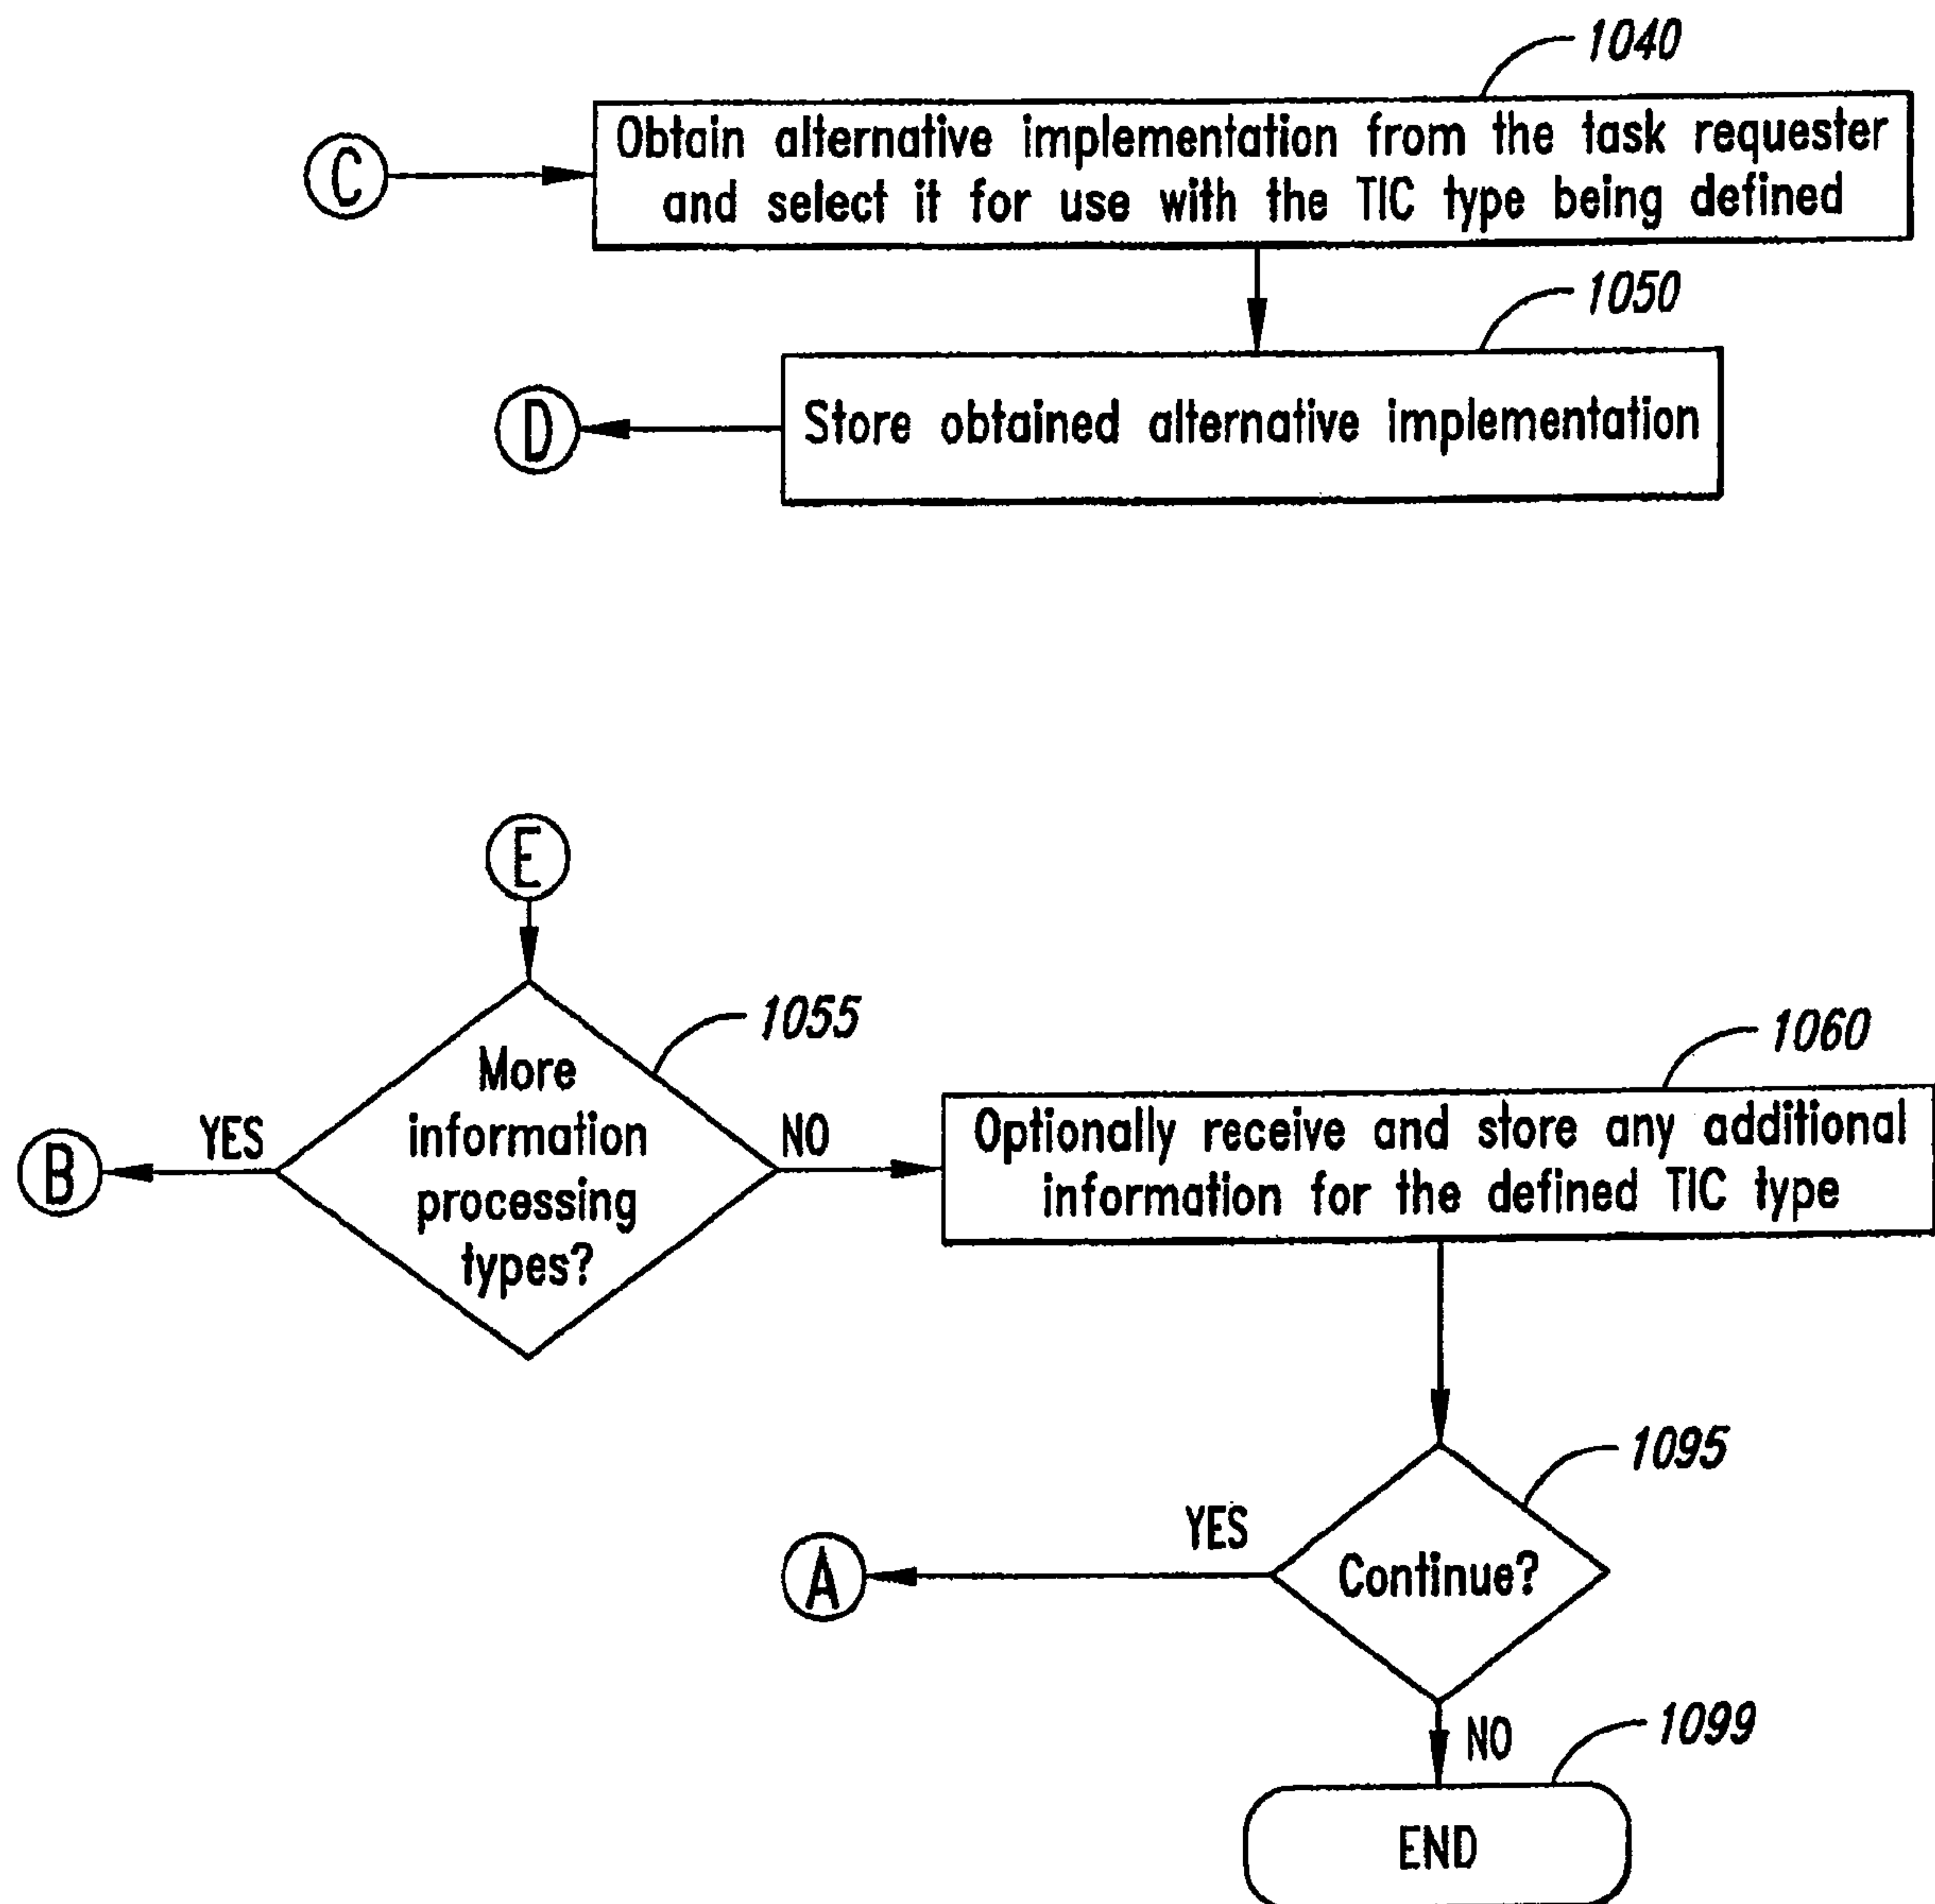 1040
C
Obtain alternative implementation from the task requester
and select it for use with the TIC type being defined
1050
D
Store obtained alternative implementation
E
1055
More
information
processing
types?
YES
NO
B
1060
Optionally receive and store any additional
information for the defined TIC type
1095
YES
A
Continue?
NO
1099
END